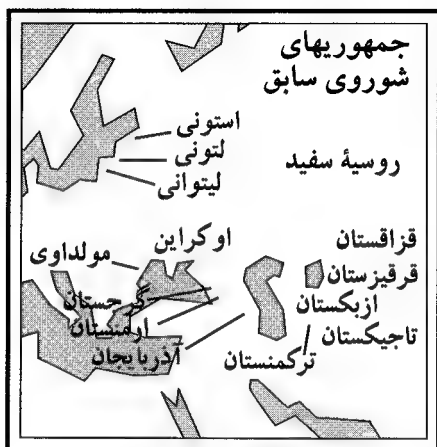 جمهوریهای
شوروی سابق
استونی
لتونی
لیتوانی
روسیهٔ سفید
اوکراین
مولداوی
گرجستان
ارمنستان
آذربایجان
قزاقستان
قرقیزستان
ازبکستان
تاجیکستان
ترکمنستان